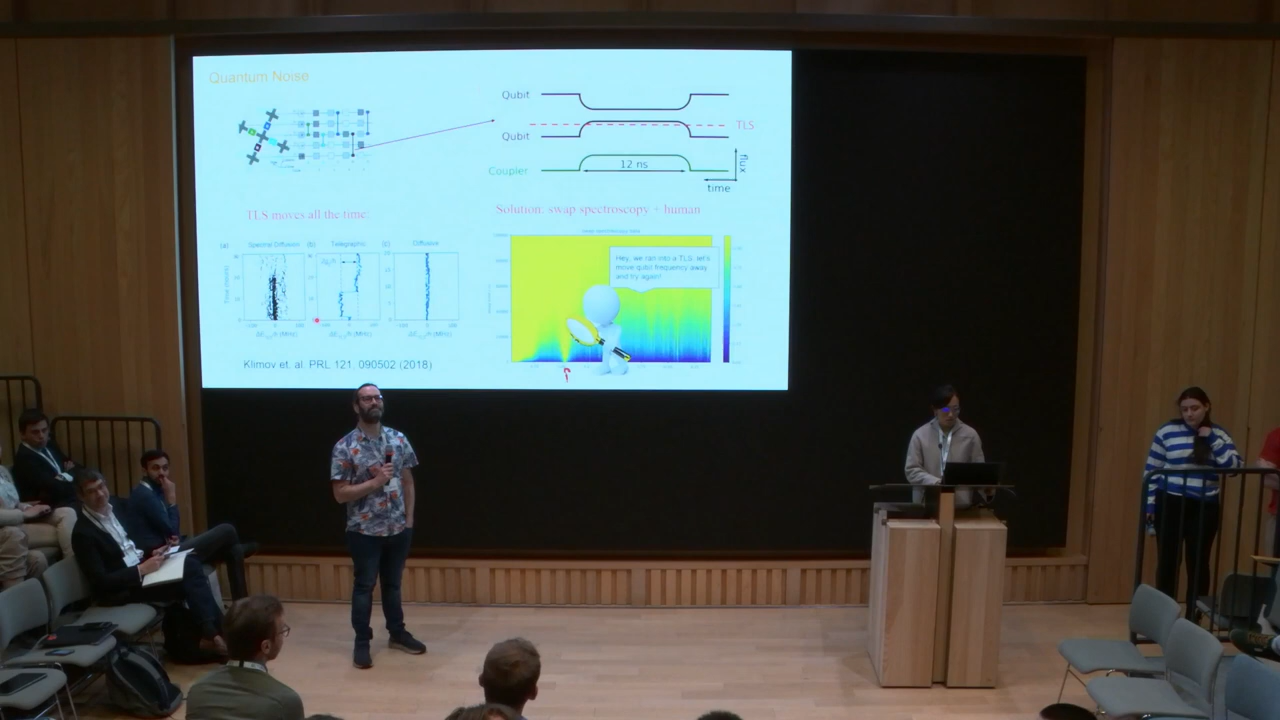 Quantum Noise
Qubit
TLS
Qubit
Coupler
12 ns
flux
time
TLS moves all the time:
Solution: swap spectroscopy + human
(a) Spectral Diffusion
(b) Telegraphic
(c) Diffusive
Hey, we ran into a TLS, let's
move qubit frequency away
and try again!
Klimov et. al. PRL 121, 090502 (2018)